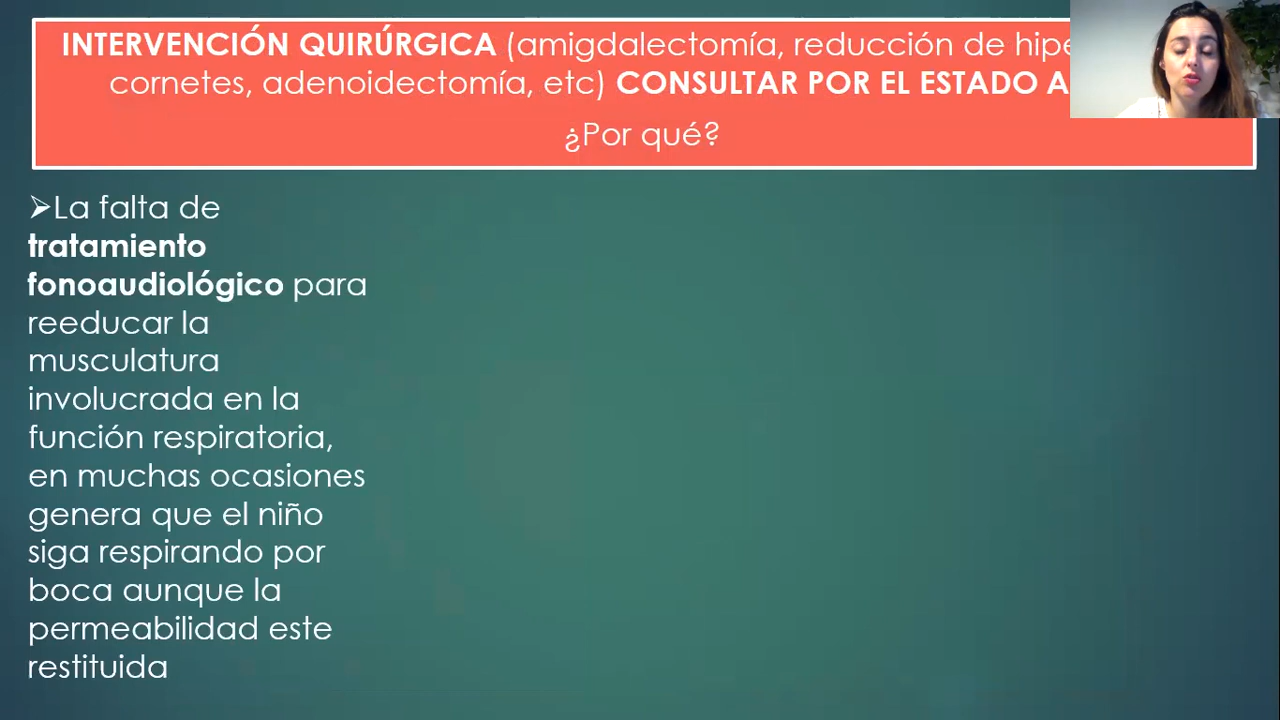 INTERVENCIÓN QUIRÚRGICA (amigdalectomía, reducción de
cornetes, adenoidectomía, etc) CONSULTAR POR EL ESTADO
¿Por qué?
➢La falta de
tratamiento
fonoaudiológico para
reeducar la
musculatura
involucrada en la
función respiratoria,
en muchas ocasiones
genera que el niño
siga respirando por
boca aunque la
permeabilidad este
restituida